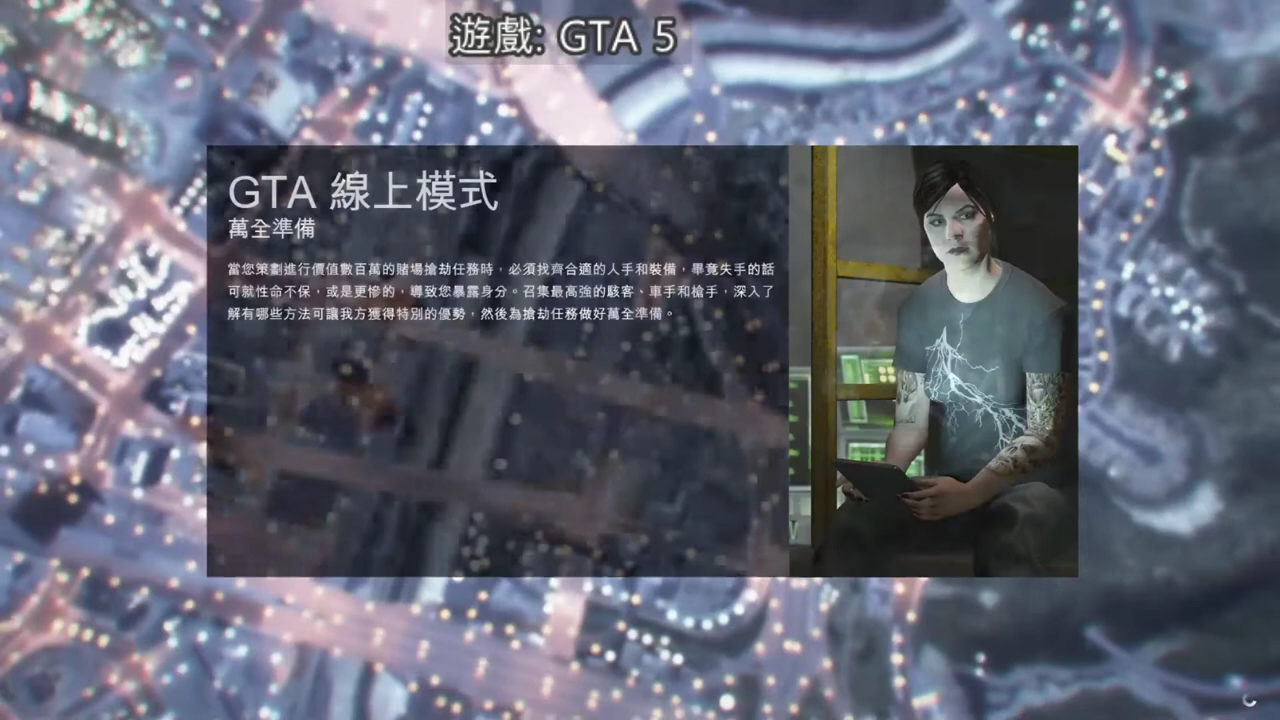 遊戲: GTA 5
GTA 線上模式
萬全準備
當您策劃進行價值數百萬的賭場搶劫任務時，必須找齊合適的人手和裝備，畢竟失手的話
可就性命不保，或是更慘的，導致您暴露身分。召集最高強的駭客、車手和槍手，深入了
解有哪些方法可讓我方獲得特別的優勢，然後為搶劫任務做好萬全準備。